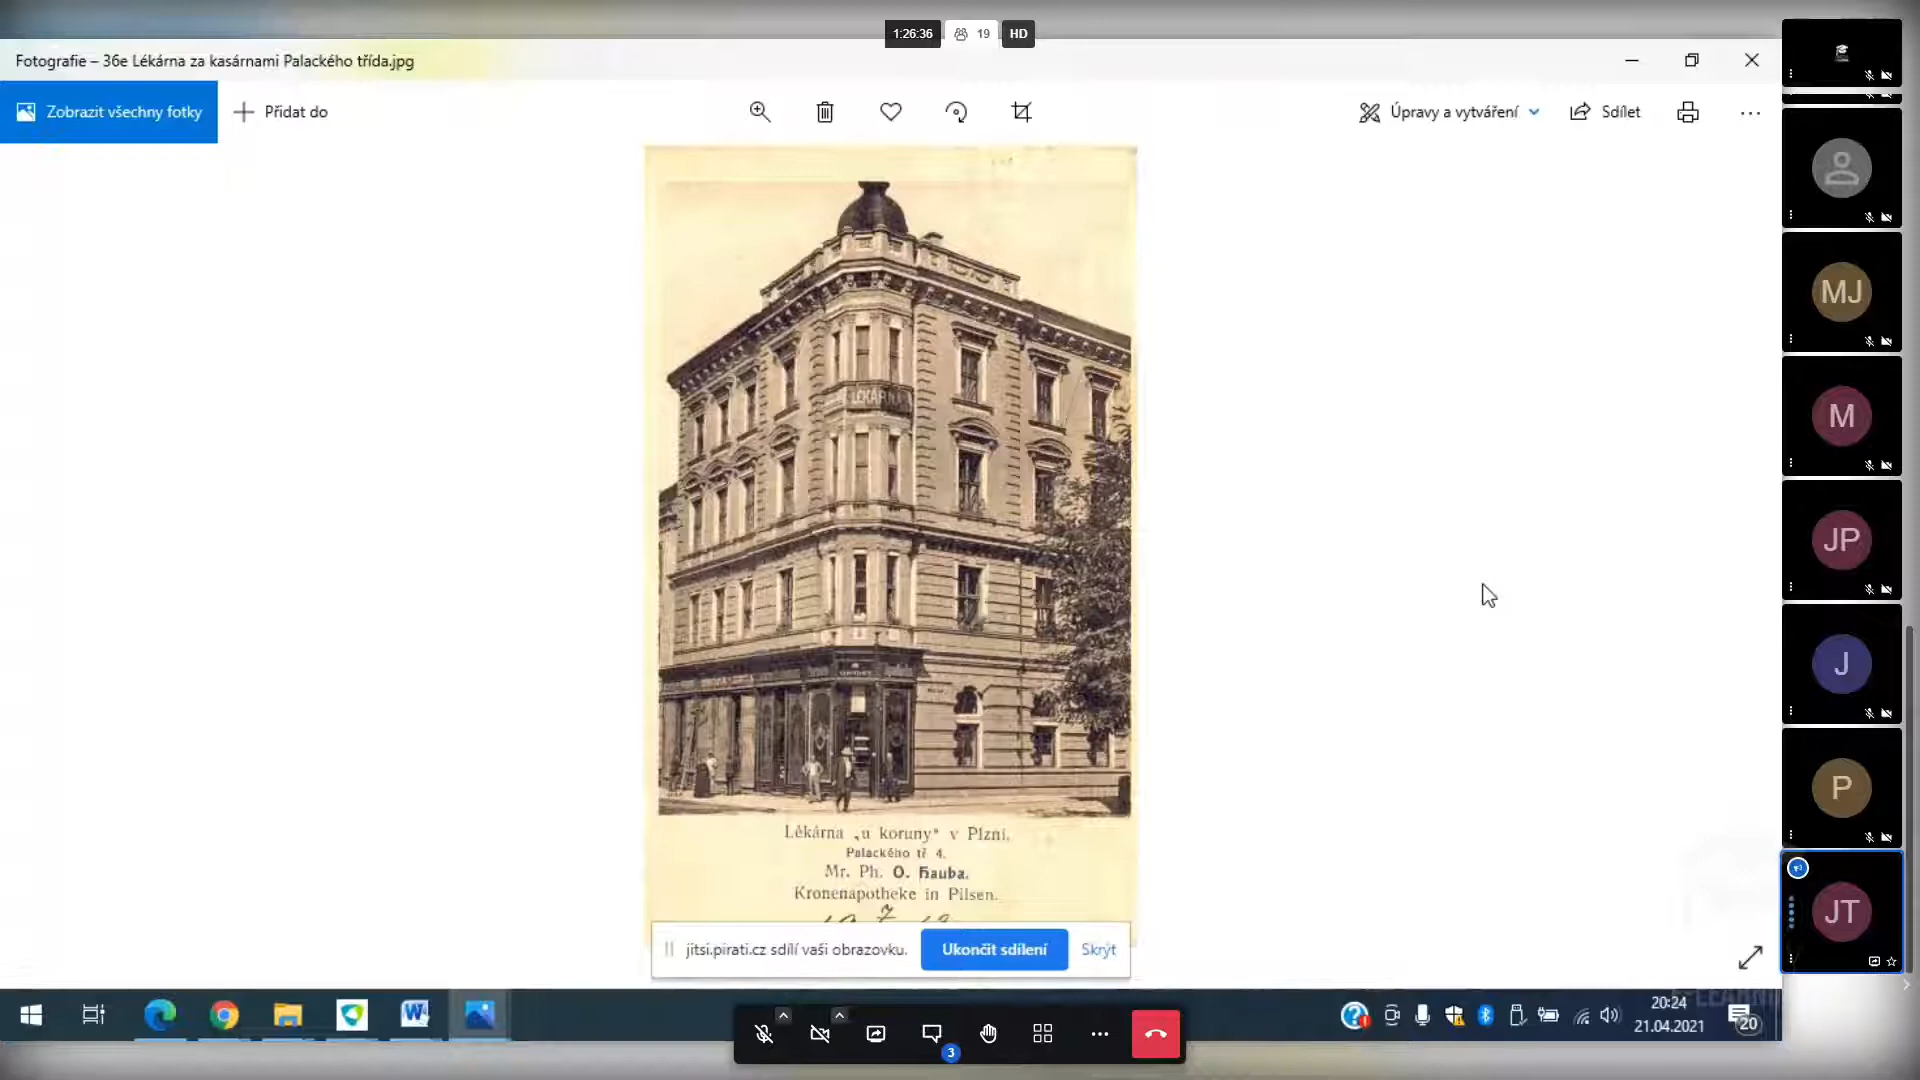 1:26:36
19
HD
Fotografie – 36e Lékárna za kasárnami Palackého třída.jpg
Zobrazit všechny fotky
Přidat do
Úpravy a vytváření
Sdílet
LÉKÁRNA
Lékárna „u koruny“ v Plzni.
Palackého tř 4.
Mr. Ph. O. Hauba.
Kronenapotheke in Pilsen.
jitsi.pirati.cz sdílí vaši obrazovku.
Ukončit sdílení
Skrýt
MJ
M
JP
J
P
JT
20:24
21.04.2021
20
3